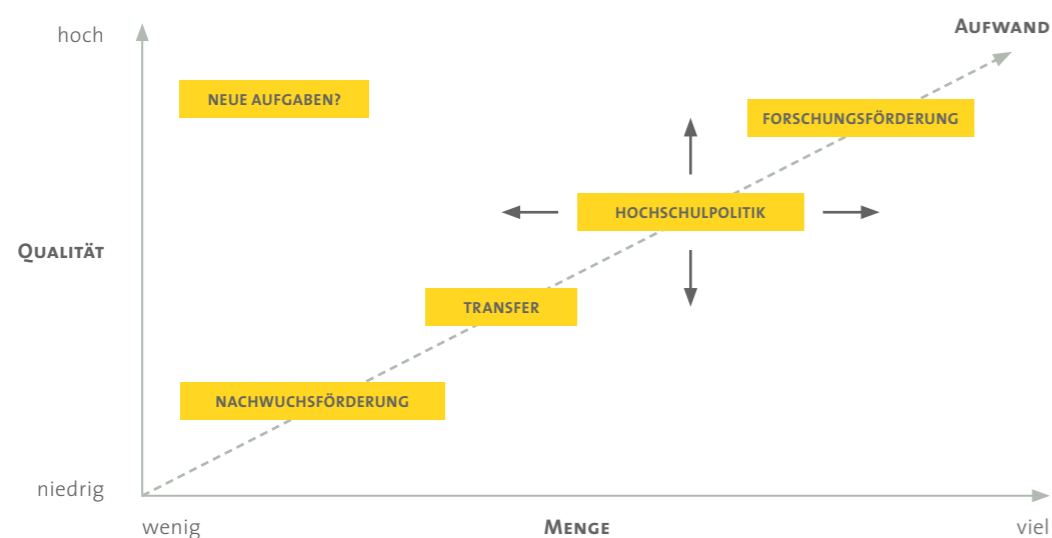 hoch
Aufwand
NEUE AUFGABEN?
FORSCHUNGSFÖRDERUNG
HOCHSCHULPOLITIK
Qualität
TRANSFER
NACHWUCHSFÖRDERUNG
niedrig
wenig
Menge
viel